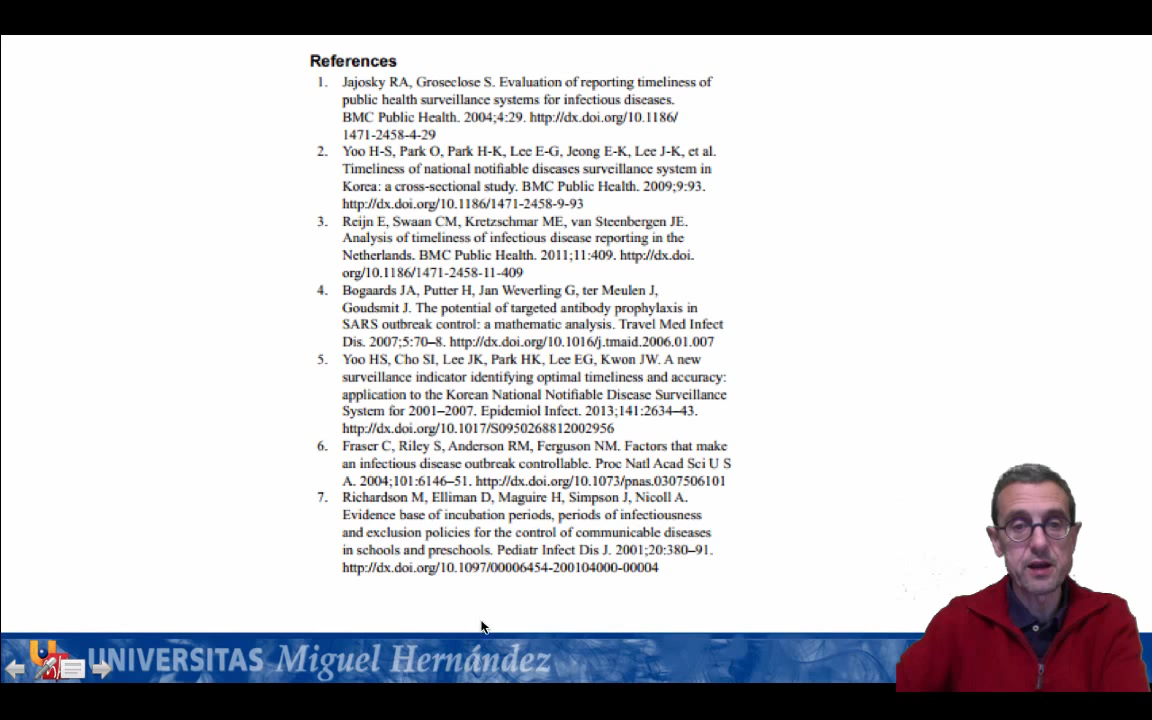 References
1. Jajosky RA, Groseclose S. Evaluation of reporting timeliness of
public health surveillance systems for infectious diseases.
BMC Public Health. 2004;4:29. http://dx.doi.org/10.1186/
1471-2458-4-29
2. Yoo H-S, Park O, Park H-K, Lee E-G, Jeong E-K, Lee J-K, et al.
Timeliness of national notifiable diseases surveillance system in
Korea: a cross-sectional study. BMC Public Health. 2009;9:93.
http://dx.doi.org/10.1186/1471-2458-9-93
3. Reijn E, Swaan CM, Kretzschmar ME, van Steenbergen JE.
Analysis of timeliness of infectious disease reporting in the
Netherlands. BMC Public Health. 2011;11:409. http://dx.doi.
org/10.1186/1471-2458-11-409
4. Bogaards JA, Putter H, Jan Weverling G, ter Meulen J,
Goudsmit J. The potential of targeted antibody prophylaxis in
SARS outbreak control: a mathematic analysis. Travel Med Infect
Dis. 2007;5:70–8. http://dx.doi.org/10.1016/j.tmaid.2006.01.007
5. Yoo HS, Cho SI, Lee JK, Park HK, Lee EG, Kwon JW. A new
surveillance indicator identifying optimal timeliness and accuracy:
application to the Korean National Notifiable Disease Surveillance
System for 2001–2007. Epidemiol Infect. 2013;141:2634–43.
http://dx.doi.org/10.1017/S0950268812002956
6. Fraser C, Riley S, Anderson RM, Ferguson NM. Factors that make
an infectious disease outbreak controllable. Proc Natl Acad Sci U S
A. 2004;101:6146–51. http://dx.doi.org/10.1073/pnas.0307506101
7. Richardson M, Elliman D, Maguire H, Simpson J, Nicoll A.
Evidence base of incubation periods, periods of infectiousness
and exclusion policies for the control of communicable diseases
in schools and preschools. Pediatr Infect Dis J. 2001;20:380–91.
http://dx.doi.org/10.1097/00006454-200104000-00004
UNIVERSITAS Miguel Hernández